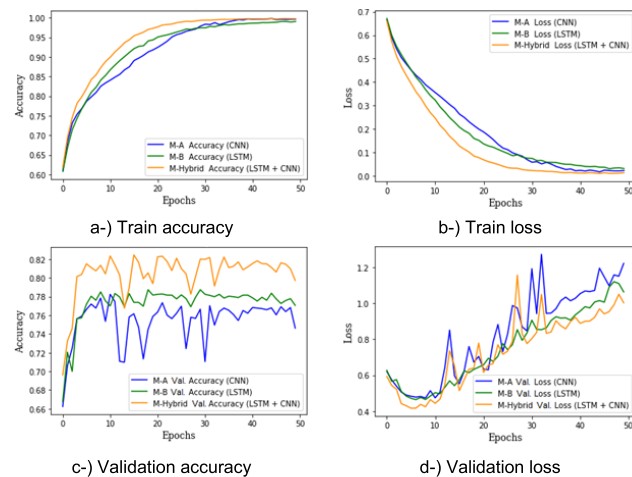 1.00
0.95
0.90
0.85
0.80
0.75
0.70
0.65
0.60
Accuracy
M-A Accuracy (CNN)
M-B Accuracy (LSTM)
M-Hybrid Accuracy (LSTM + CNN)
0 10 20 30 40 50
Epochs
a-) Train accuracy
0.7
0.6
0.5
0.4
0.3
0.2
0.1
0.0
Loss
M-A Loss (CNN)
M-B Loss (LSTM)
M-Hybrid Loss (LSTM + CNN)
0 10 20 30 40 50
Epochs
b-) Train loss
0.82
0.80
0.78
0.76
0.74
0.72
0.70
0.68
0.66
Accuracy
M-A Val. Accuracy (CNN)
M-B Val. Accuracy (LSTM)
M-Hybrid Val. Accuracy (LSTM + CNN)
0 10 20 30 40 50
Epochs
c-) Validation accuracy
1.2
1.0
0.8
0.6
0.4
Loss
M-A Val. Loss (CNN)
M-B Val. Loss (LSTM)
M-Hybrid Val. Loss (LSTM + CNN)
0 10 20 30 40 50
Epochs
d-) Validation loss